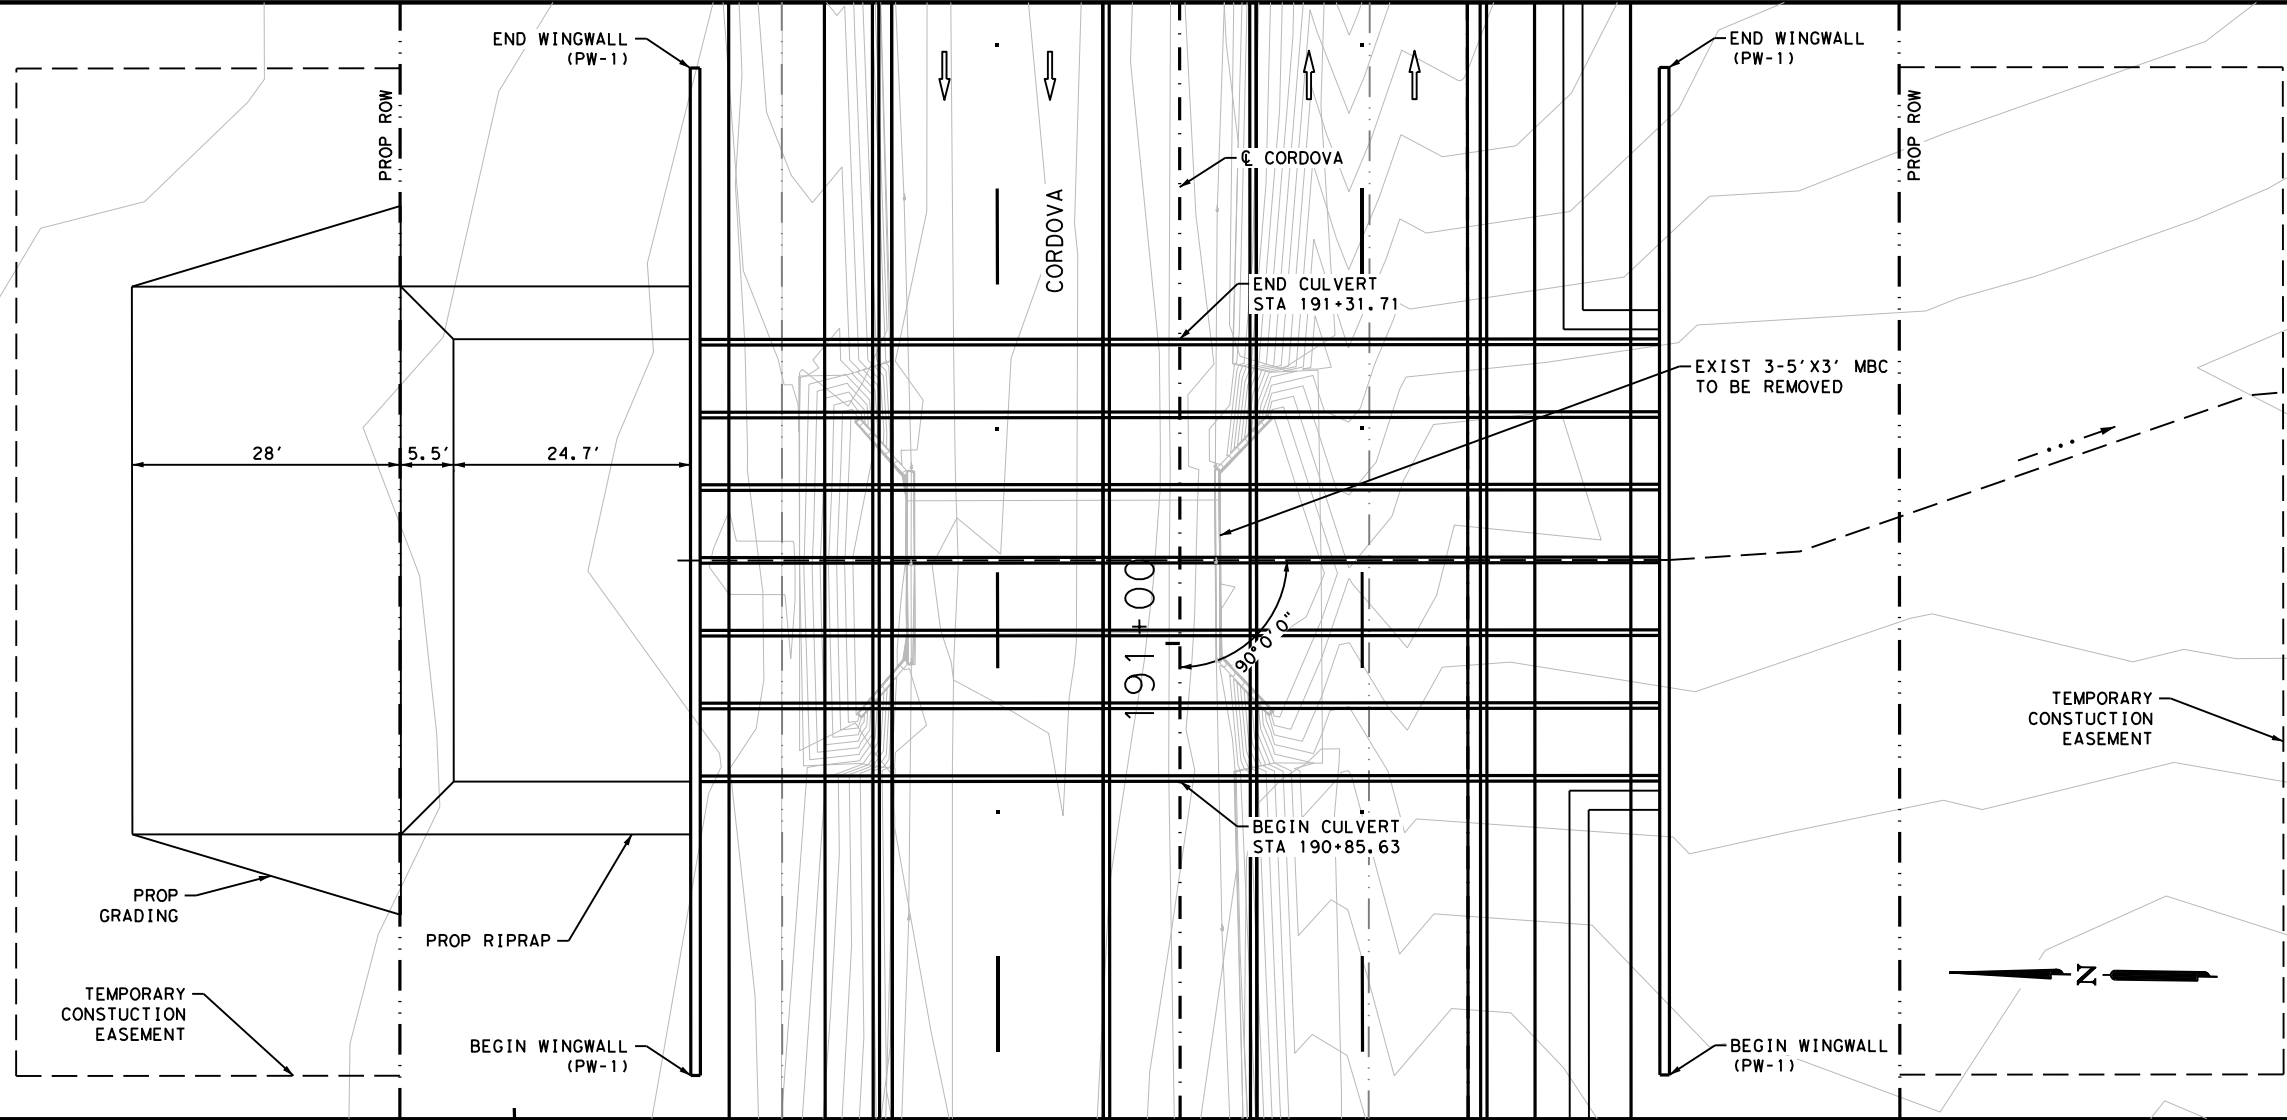 END WINGWALL
(PW-1)
END WINGWALL
(PW-1)
PROP ROW
PROP ROW
℄ CORDOVA
CORDOVA
END CULVERT
STA 191+31.71
EXIST 3-5'X3' MBC
TO BE REMOVED
28'
5.5'
24.7'
191+00
90°0'0"
TEMPORARY
CONSTUCTION
EASEMENT
BEGIN CULVERT
STA 190+85.63
PROP
GRADING
PROP RIPRAP
N
TEMPORARY
CONSTUCTION
EASEMENT
BEGIN WINGWALL
(PW-1)
BEGIN WINGWALL
(PW-1)